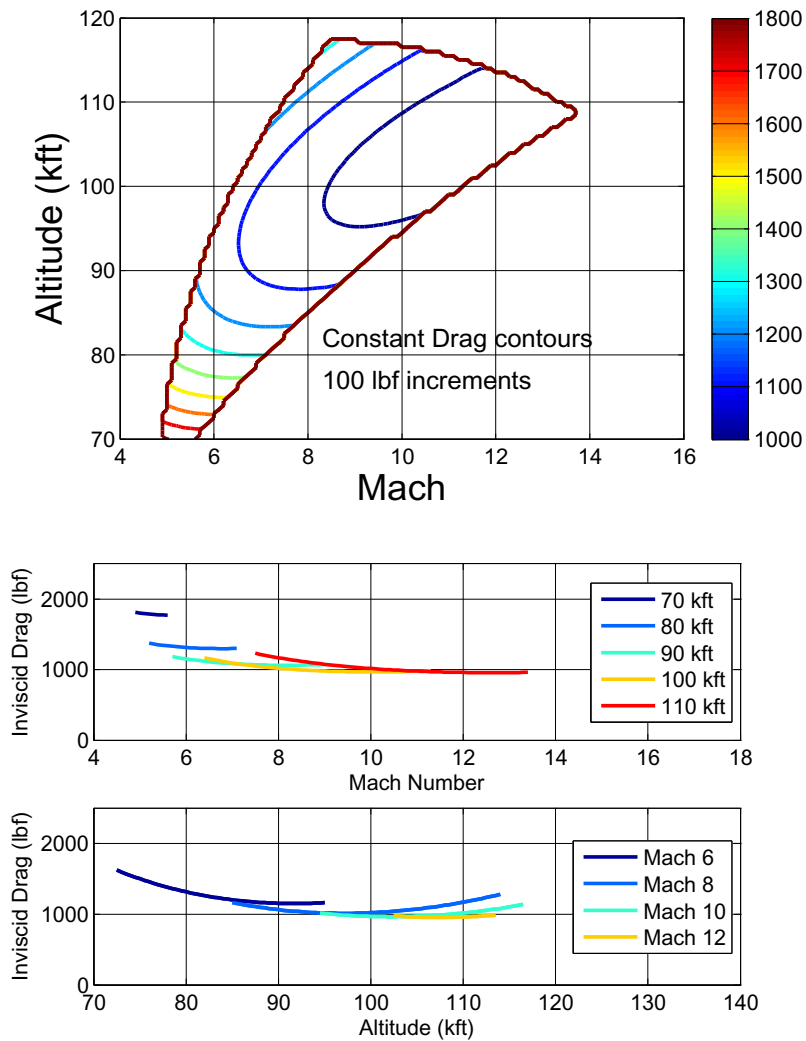 120
110
100
90
80
70
4
6
8
10
12
14
16
Altitude (kft)
Mach
Constant Drag contours
100 lbf increments
1800
1700
1600
1500
1400
1300
1200
1100
1000
2000
1000
0
4
6
8
10
12
14
16
18
Inviscid Drag (lbf)
Mach Number
70 kft
80 kft
90 kft
100 kft
110 kft
2000
1000
0
70
80
90
100
110
120
130
140
Inviscid Drag (lbf)
Altitude (kft)
Mach 6
Mach 8
Mach 10
Mach 12